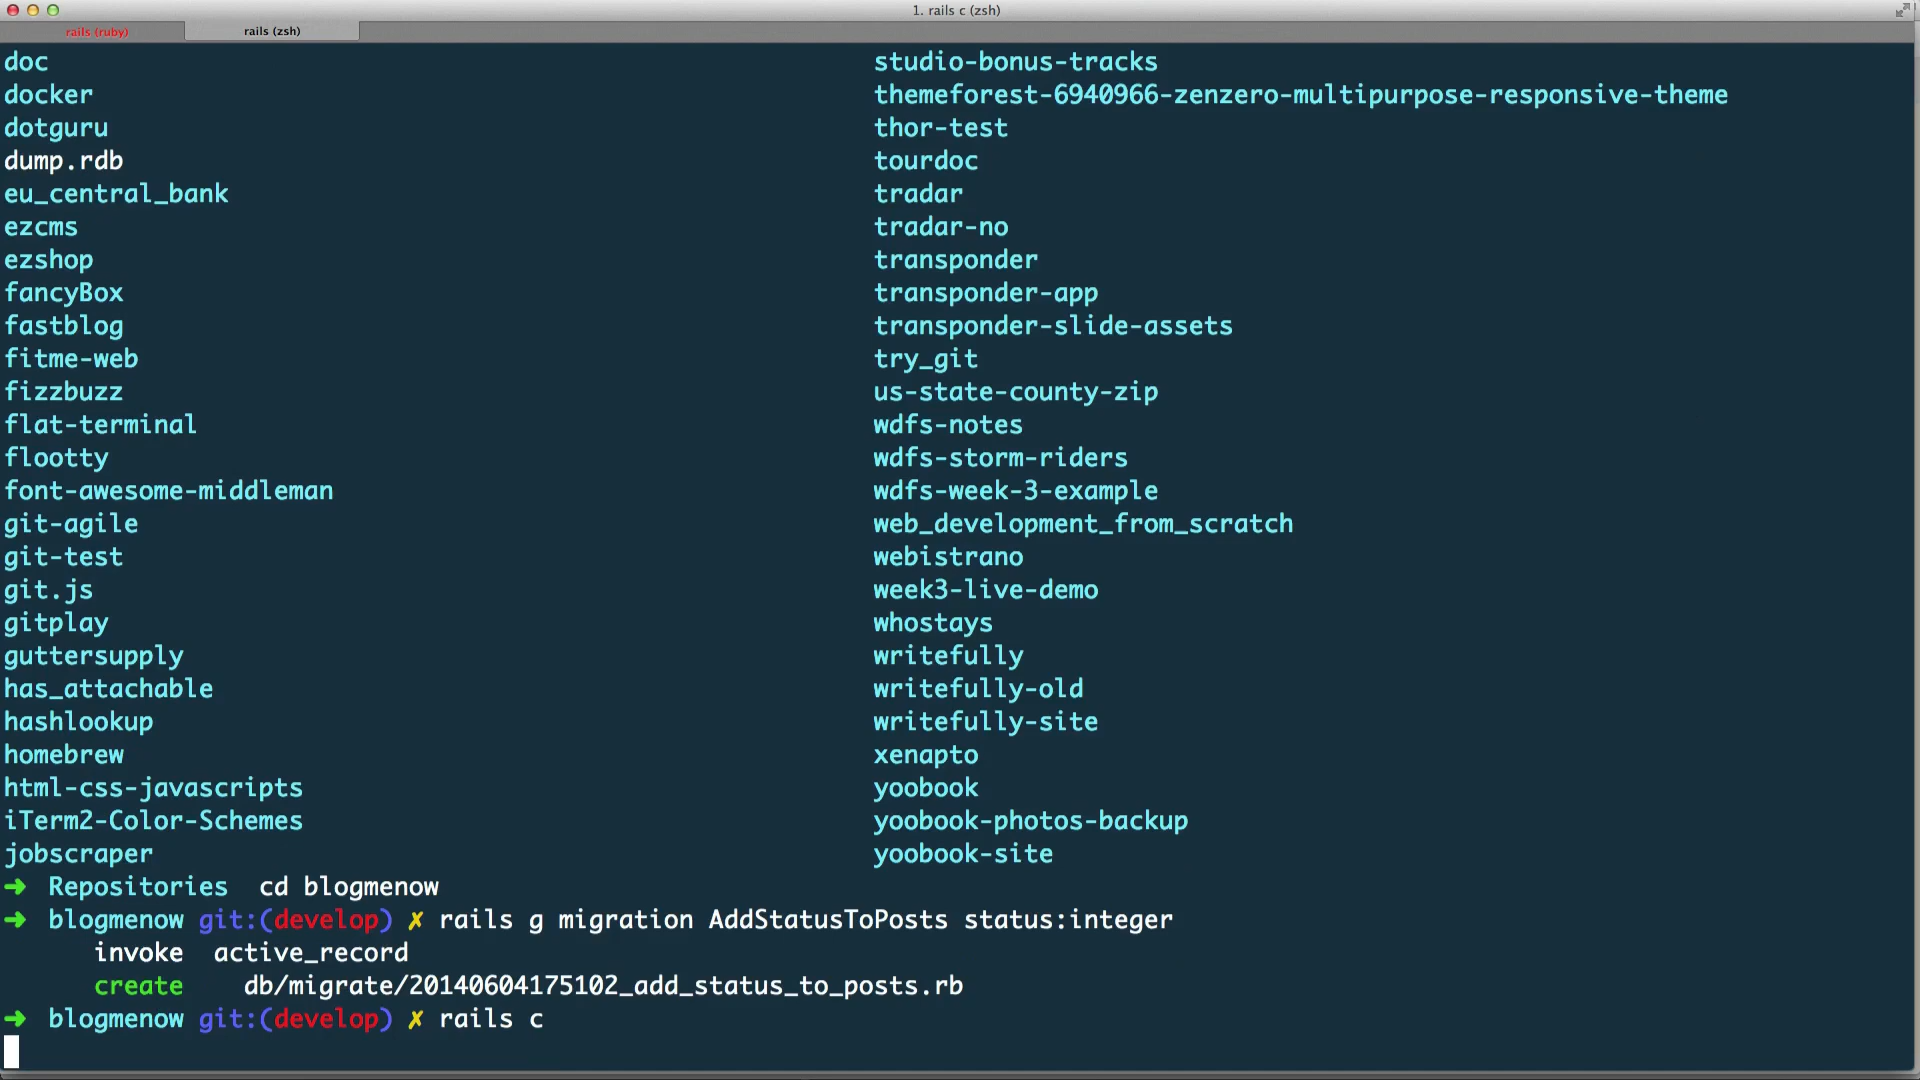 1. rails c (zsh)
rails (ruby)
rails (zsh)
doc studio-bonus-tracks
docker themeforest-6940966-zenzero-multipurpose-responsive-theme
dotguru thor-test
dump.rdb tourdoc
eu_central_bank tradar
ezcms tradar-no
ezshop transponder
fancyBox transponder-app
fastblog transponder-slide-assets
fitme-web try_git
fizzbuzz us-state-county-zip
flat-terminal wdfs-notes
flootty wdfs-storm-riders
font-awesome-middleman wdfs-week-3-example
git-agile web_development_from_scratch
git-test webistrano
git.js week3-live-demo
gitplay whostays
guttersupply writefully
has_attachable writefully-old
hashlookup writefully-site
homebrew xenapto
html-css-javascripts yoobook
iTerm2-Color-Schemes yoobook-photos-backup
jobscraper yoobook-site
➜ Repositories cd blogmenow
➜ blogmenow git:(develop) ✗ rails g migration AddStatusToPosts status:integer
invoke active_record
create db/migrate/20140604175102_add_status_to_posts.rb
➜ blogmenow git:(develop) ✗ rails c